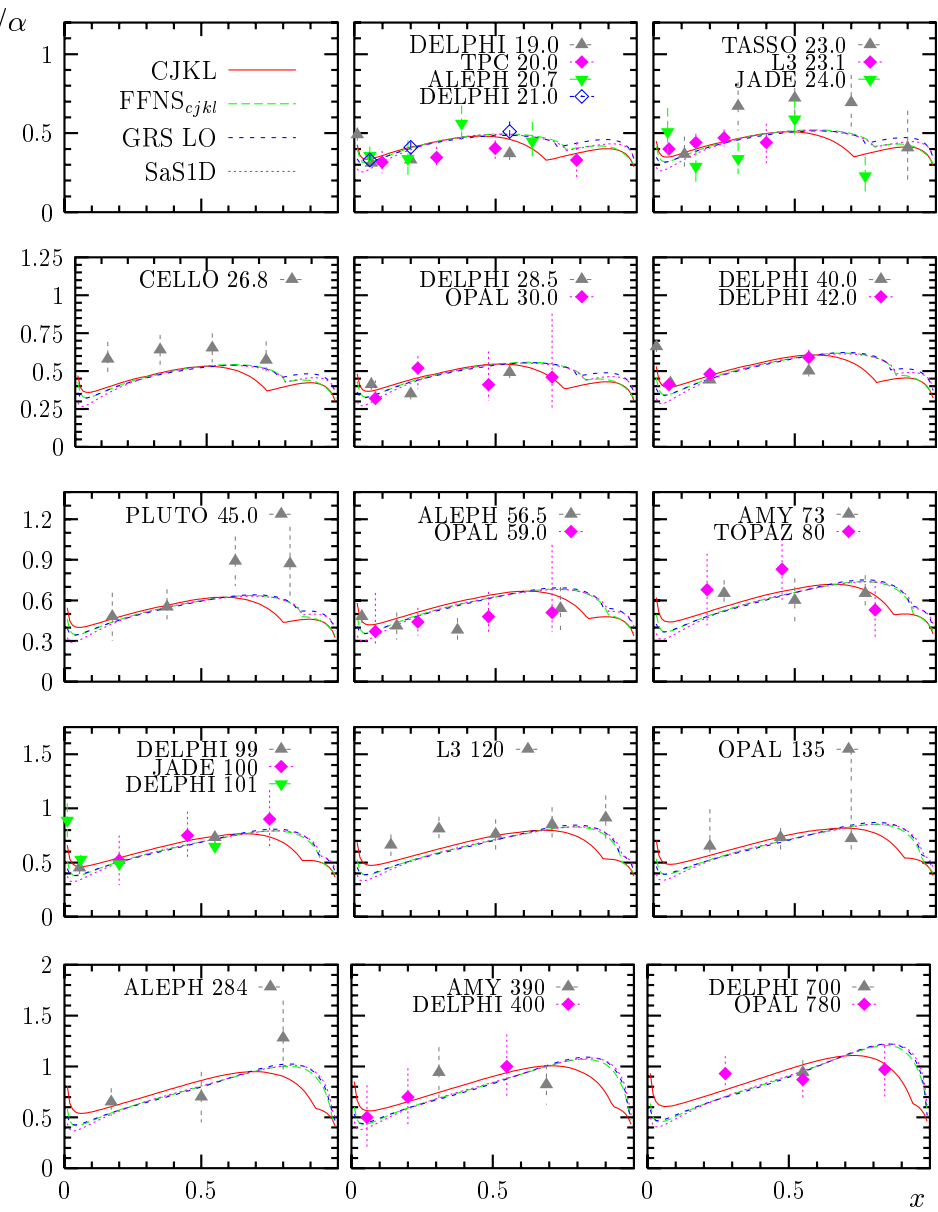 /α
CJKL
FFNS_cjkl
GRS LO
SaS1D
1
0.5
0
DELPHI 19.0
TPC 20.0
ALEPH 20.7
DELPHI 21.0
TASSO 23.0
L3 23.1
JADE 24.0
1.25
1
0.75
0.5
0.25
0
CELLO 26.8
DELPHI 28.5
OPAL 30.0
DELPHI 40.0
DELPHI 42.0
1.2
0.9
0.6
0.3
0
PLUTO 45.0
ALEPH 56.5
OPAL 59.0
AMY 73
TOPAZ 80
1.5
1
0.5
0
DELPHI 99
JADE 100
DELPHI 101
L3 120
OPAL 135
2
1.5
1
0.5
0
ALEPH 284
AMY 390
DELPHI 400
DELPHI 700
OPAL 780
0 0.5 0 0.5 0 0.5 x